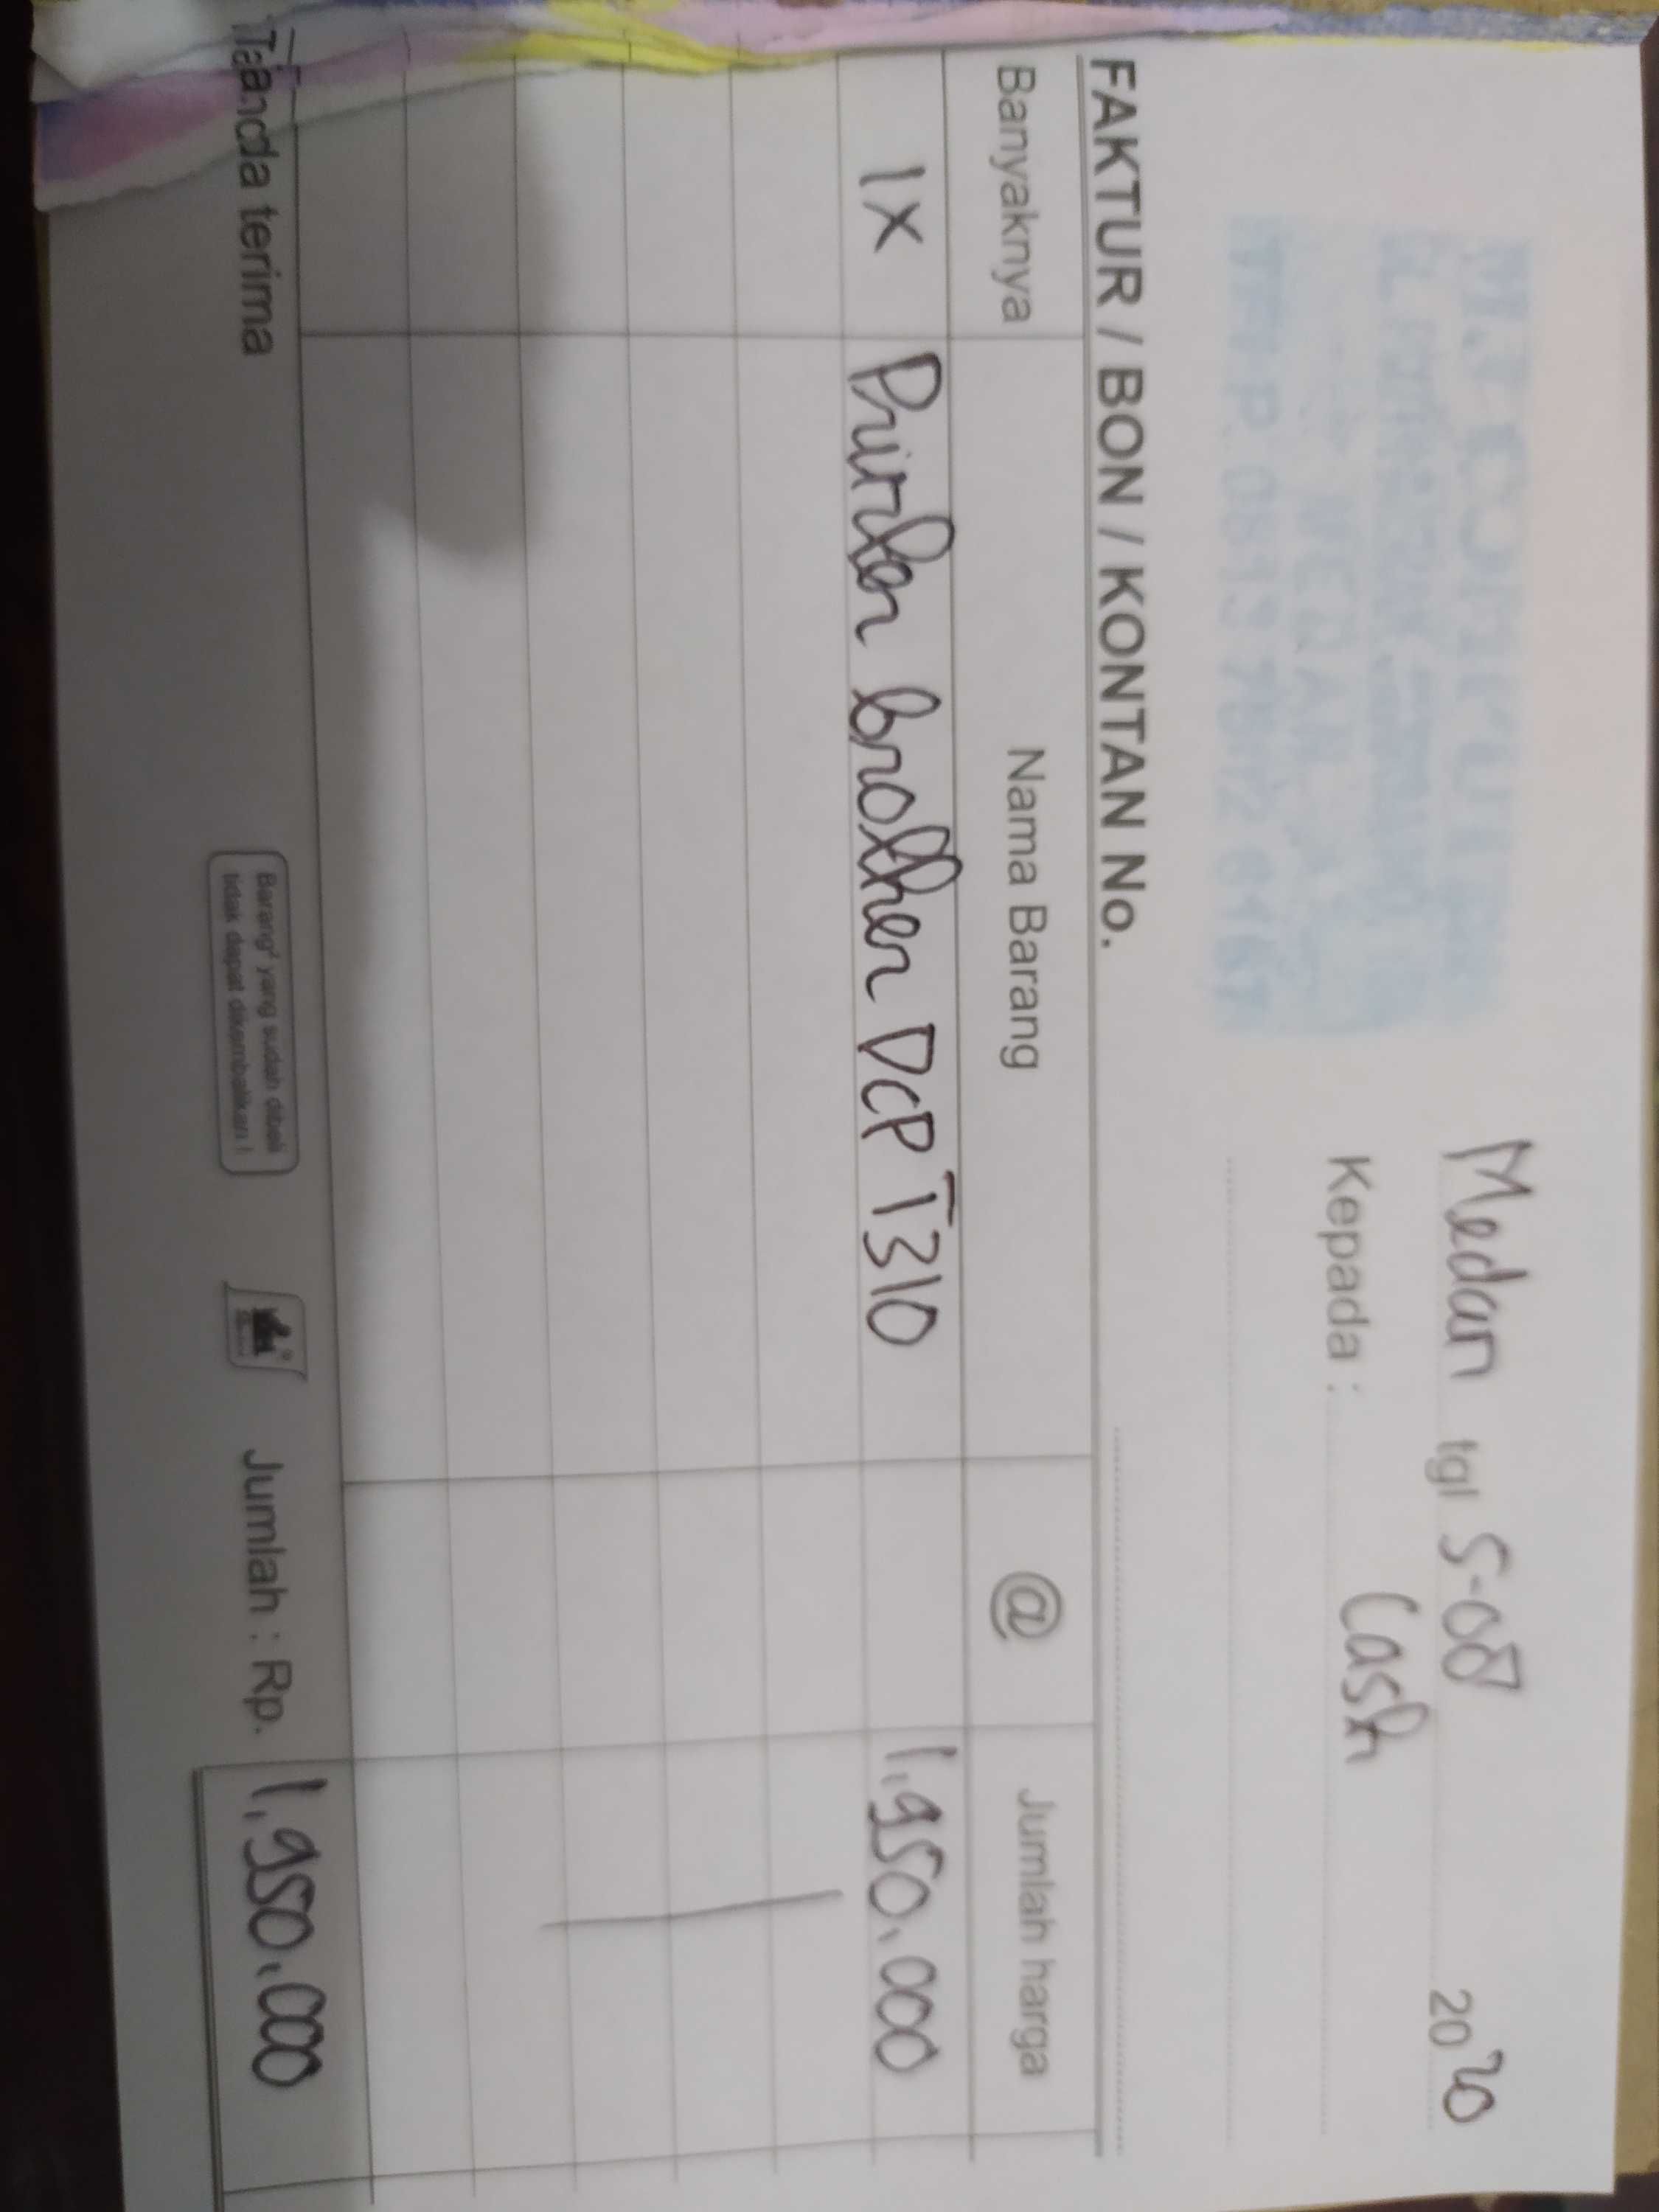 Medan tgl 5-08 2020
Kepada : Cash
FAKTUR / BON / KONTAN No.
Banyaknya Nama Barang @ Jumlah harga
1X Printer brother DCP T310 1.950.000
Tanda terima
Barang² yang sudah dibeli
tidak dapat dikembalikan !
Jumlah : Rp. 1.950.000